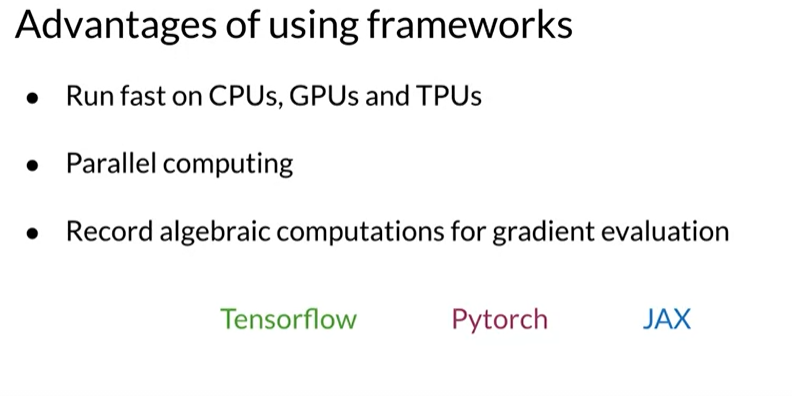 Advantages of using frameworks
● Run fast on CPUs, GPUs and TPUs
● Parallel computing
● Record algebraic computations for gradient evaluation
Tensorflow Pytorch JAX